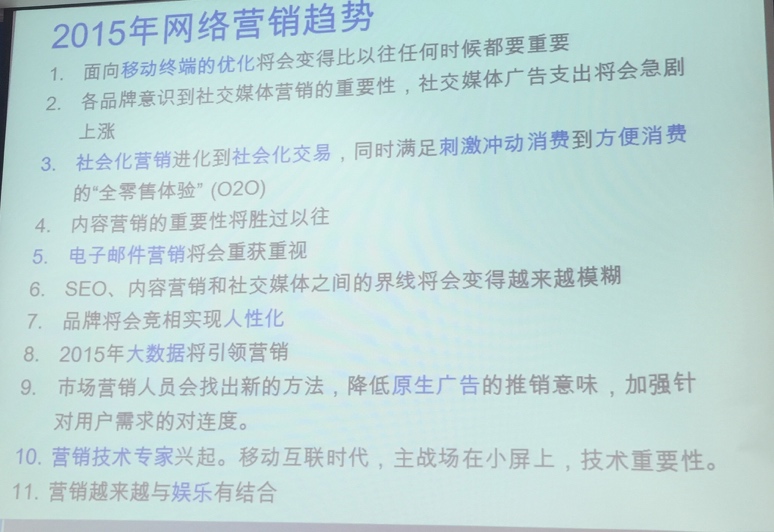 2015年网络营销趋势
1. 面向移动终端的优化将会变得比以往任何时候都要重要
2. 各品牌意识到社交媒体营销的重要性，社交媒体广告支出将会急剧
上涨
3. 社会化营销进化到社会化交易，同时满足刺激冲动消费到方便消费
的“全零售体验” (O2O)
4. 内容营销的重要性将胜过以往
5. 电子邮件营销将会重获重视
6. SEO、内容营销和社交媒体之间的界线将会变得越来越模糊
7. 品牌将会竞相实现人性化
8. 2015年大数据将引领营销
9. 市场营销人员会找出新的方法，降低原生广告的推销意味，加强针
对用户需求的对连度。
10. 营销技术专家兴起。移动互联时代，主战场在小屏上，技术重要性。
11. 营销越来越与娱乐有结合